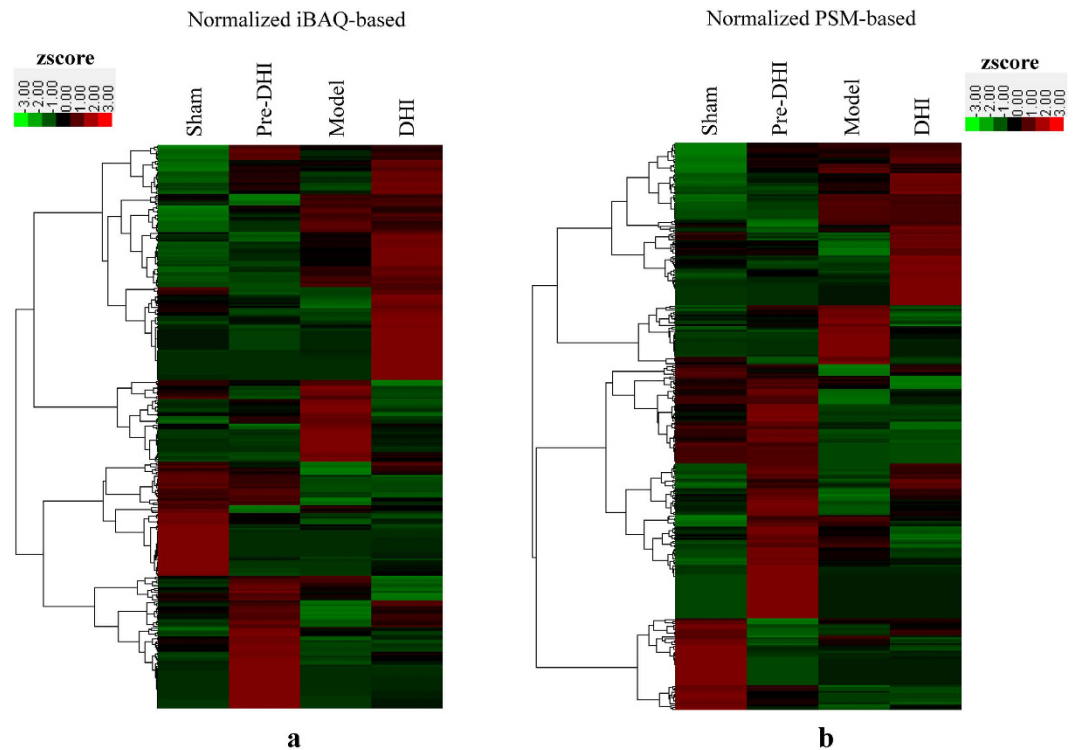 Normalized iBAQ-based
Normalized PSM-based
zscore
-3.00
-2.00
-1.00
0.00
1.00
2.00
3.00
Sham
Pre-DHI
Model
DHI
Sham
Pre-DHI
Model
DHI
zscore
-3.00
-2.00
-1.00
0.00
1.00
2.00
3.00
a
b